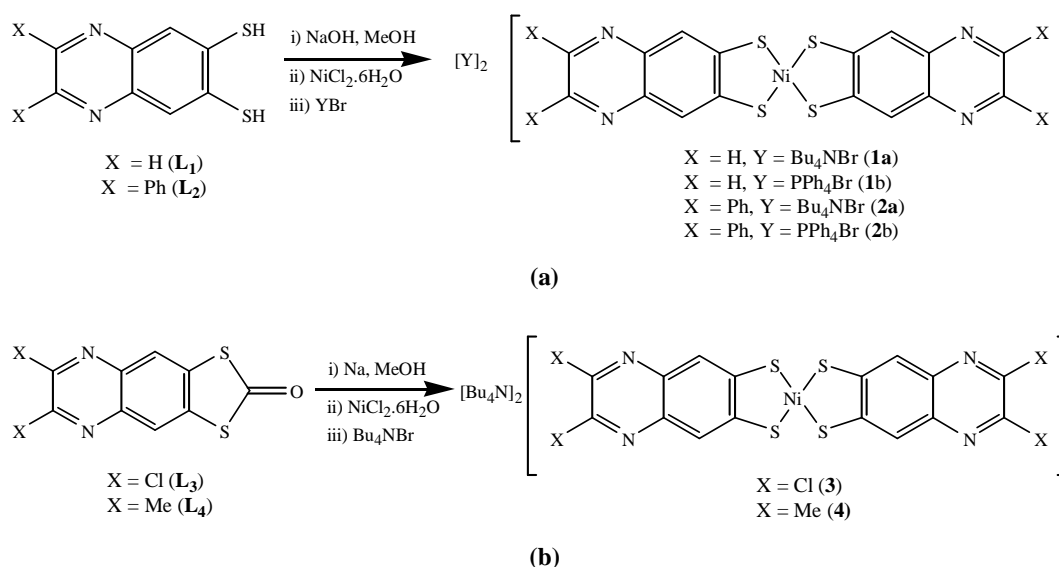 X N SH
X N SH
i) NaOH, MeOH
ii) NiCl2.6H2O
iii) YBr
[Y]2
X N S S N X
Ni
X N S S N X
X = H (L1)
X = Ph (L2)
X = H, Y = Bu4NBr (1a)
X = H, Y = PPh4Br (1b)
X = Ph, Y = Bu4NBr (2a)
X = Ph, Y = PPh4Br (2b)
(a)
X N S
O
X N S
i) Na, MeOH
ii) NiCl2.6H2O
iii) Bu4NBr
[Bu4N]2
X N S S N X
Ni
X N S S N X
X = Cl (L3)
X = Me (L4)
X = Cl (3)
X = Me (4)
(b)